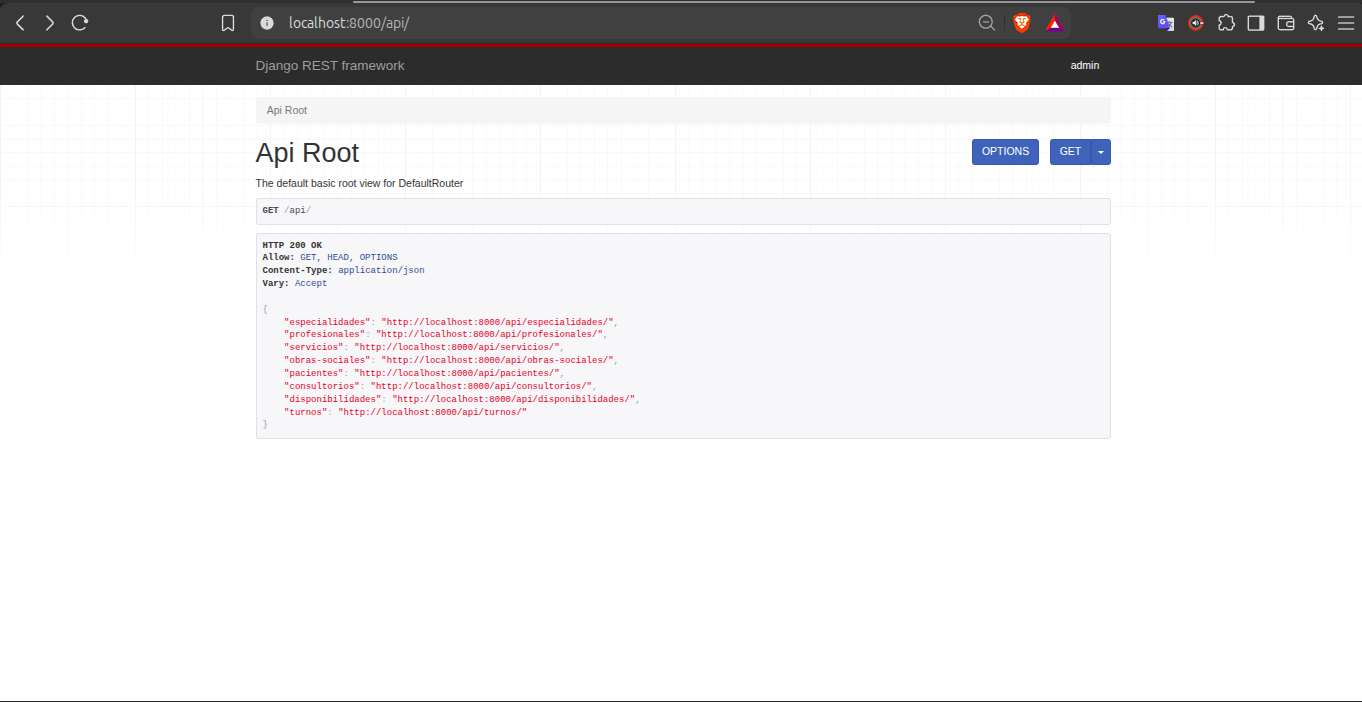 localhost:8000/api/
Django REST framework
admin
Api Root
Api Root
OPTIONS
GET
The default basic root view for DefaultRouter
GET /api/
HTTP 200 OK
Allow: GET, HEAD, OPTIONS
Content-Type: application/json
Vary: Accept
{
    "especialidades": "http://localhost:8000/api/especialidades/",
    "profesionales": "http://localhost:8000/api/profesionales/",
    "servicios": "http://localhost:8000/api/servicios/",
    "obras-sociales": "http://localhost:8000/api/obras-sociales/",
    "pacientes": "http://localhost:8000/api/pacientes/",
    "consultorios": "http://localhost:8000/api/consultorios/",
    "disponibilidades": "http://localhost:8000/api/disponibilidades/",
    "turnos": "http://localhost:8000/api/turnos/"
}